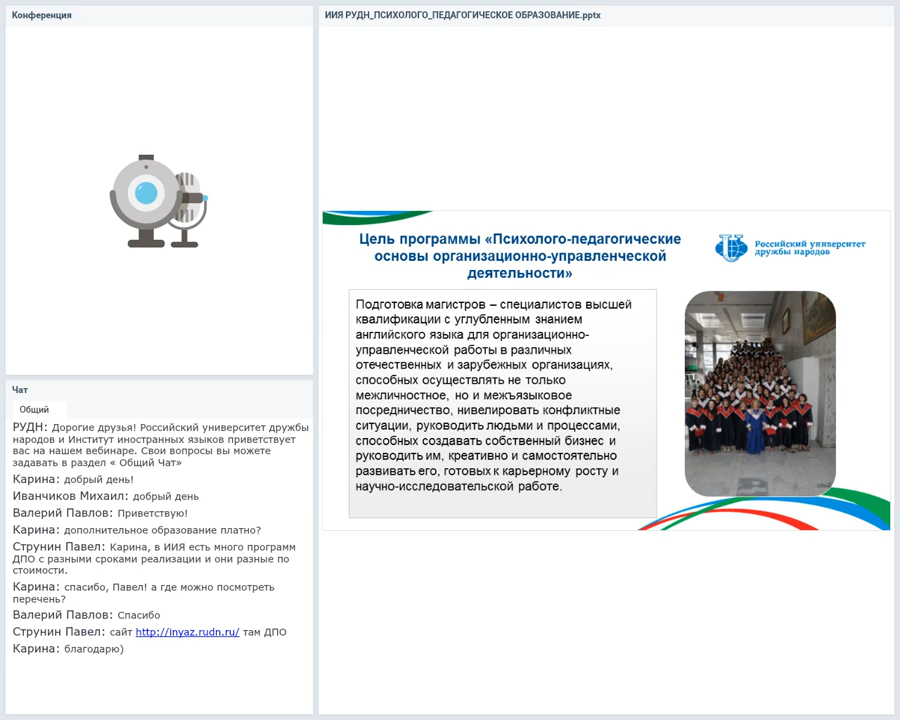 Конференция
ИИЯ РУДН_ПСИХОЛОГО_ПЕДАГОГИЧЕСКОЕ ОБРАЗОВАНИЕ.pptx
Цель программы «Психолого-педагогические
основы организационно-управленческой
деятельности»
Российский университет
дружбы народов
Подготовка магистров – специалистов высшей
квалификации с углубленным знанием
английского языка для организационно-
управленческой работы в различных
отечественных и зарубежных организациях,
способных осуществлять не только
межличностное, но и межъязыковое
посредничество, нивелировать конфликтные
ситуации, руководить людьми и процессами,
способных создавать собственный бизнес и
руководить им, креативно и самостоятельно
развивать его, готовых к карьерному росту и
научно-исследовательской работе.
Чат
Общий
РУДН: Дорогие друзья! Российский университет дружбы
народов и Институт иностранных языков приветствует
вас на нашем вебинаре. Свои вопросы вы можете
задавать в раздел « Общий Чат»
Карина: добрый день!
Иванчиков Михаил: добрый день
Валерий Павлов: Приветствую!
Карина: дополнительное образование платно?
Струнин Павел: Карина, в ИИЯ есть много программ
ДПО с разными сроками реализации и они разные по
стоимости.
Карина: спасибо, Павел! а где можно посмотреть
перечень?
Валерий Павлов: Спасибо
Струнин Павел: сайт http://inyaz.rudn.ru/ там ДПО
Карина: благодарю)